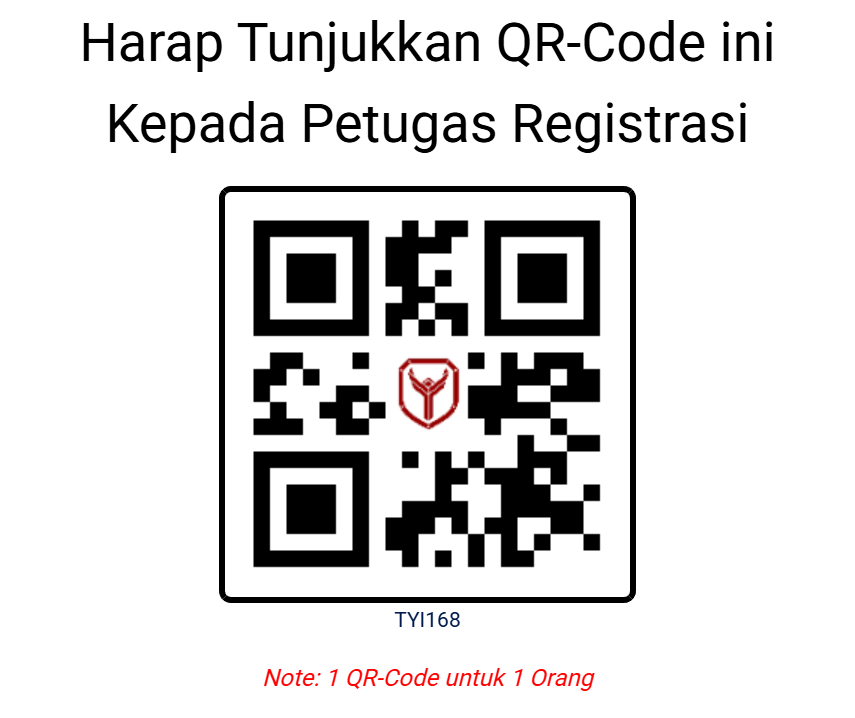 Harap Tunjukkan QR-Code ini
Kepada Petugas Registrasi
TYI168
Note: 1 QR-Code untuk 1 Orang